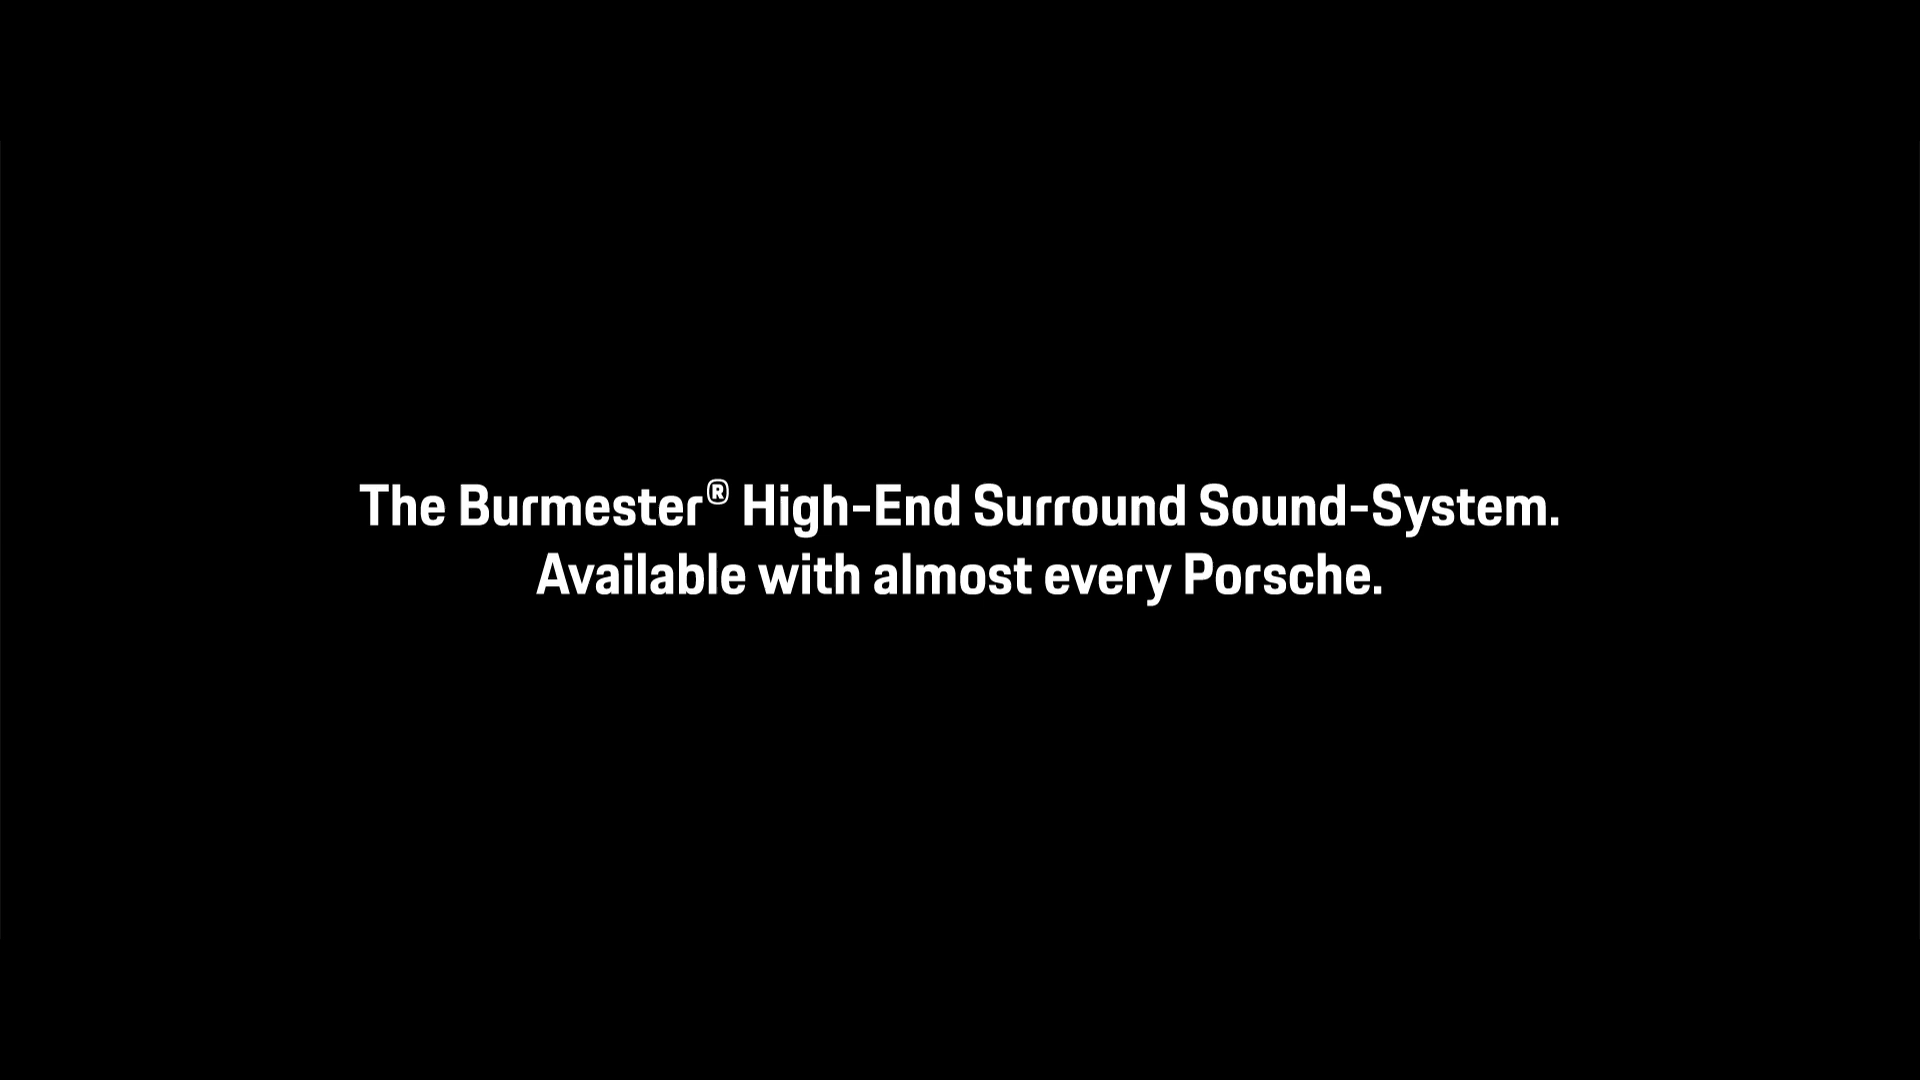 The Burmester® High-End Surround Sound-System.
Available with almost every Porsche.